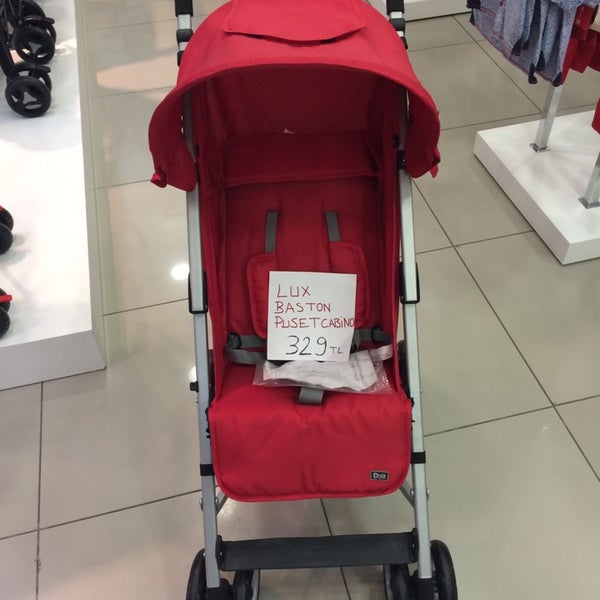 LUX
BASTON
PUSETCABiNO
329 TL